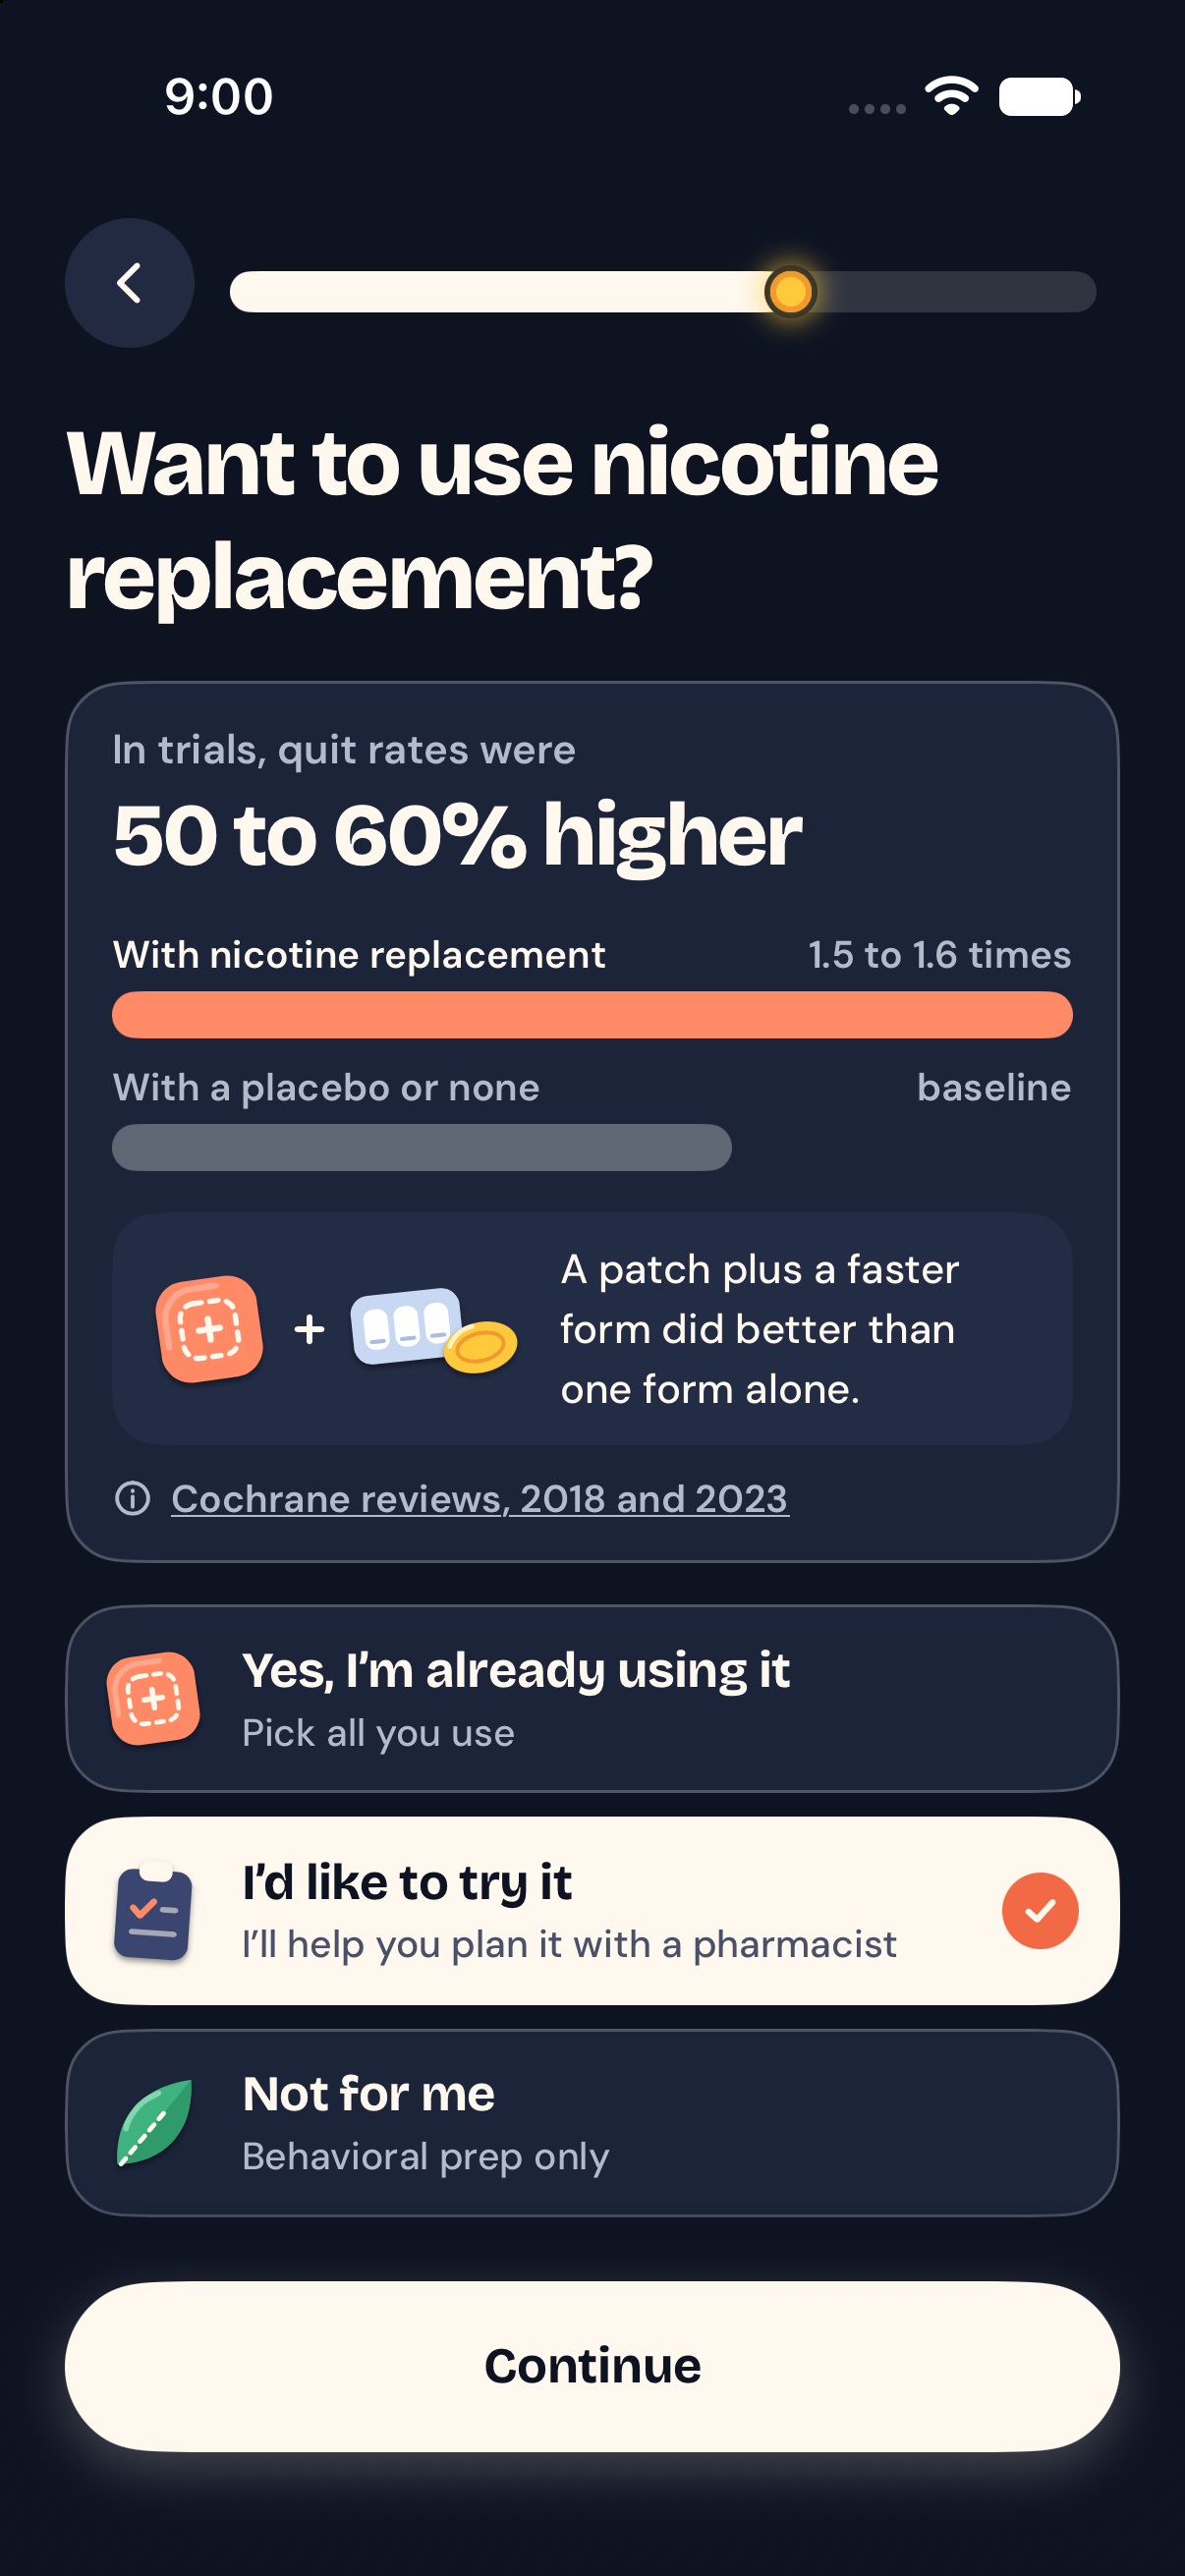 9:00
Want to use nicotine
replacement?
In trials, quit rates were
50 to 60% higher
With nicotine replacement 1.5 to 1.6 times
With a placebo or none baseline
A patch plus a faster
form did better than
one form alone.
Cochrane reviews, 2018 and 2023
Yes, I’m already using it
Pick all you use
I’d like to try it
I’ll help you plan it with a pharmacist
Not for me
Behavioral prep only
Continue